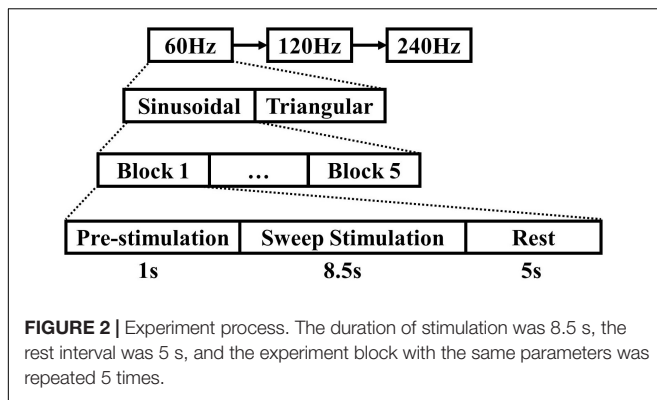 60Hz 120Hz 240Hz
Sinusoidal Triangular
Block 1 ... Block 5
Pre-stimulation Sweep Stimulation Rest
1s 8.5s 5s
FIGURE 2 | Experiment process. The duration of stimulation was 8.5 s, the
rest interval was 5 s, and the experiment block with the same parameters was
repeated 5 times.